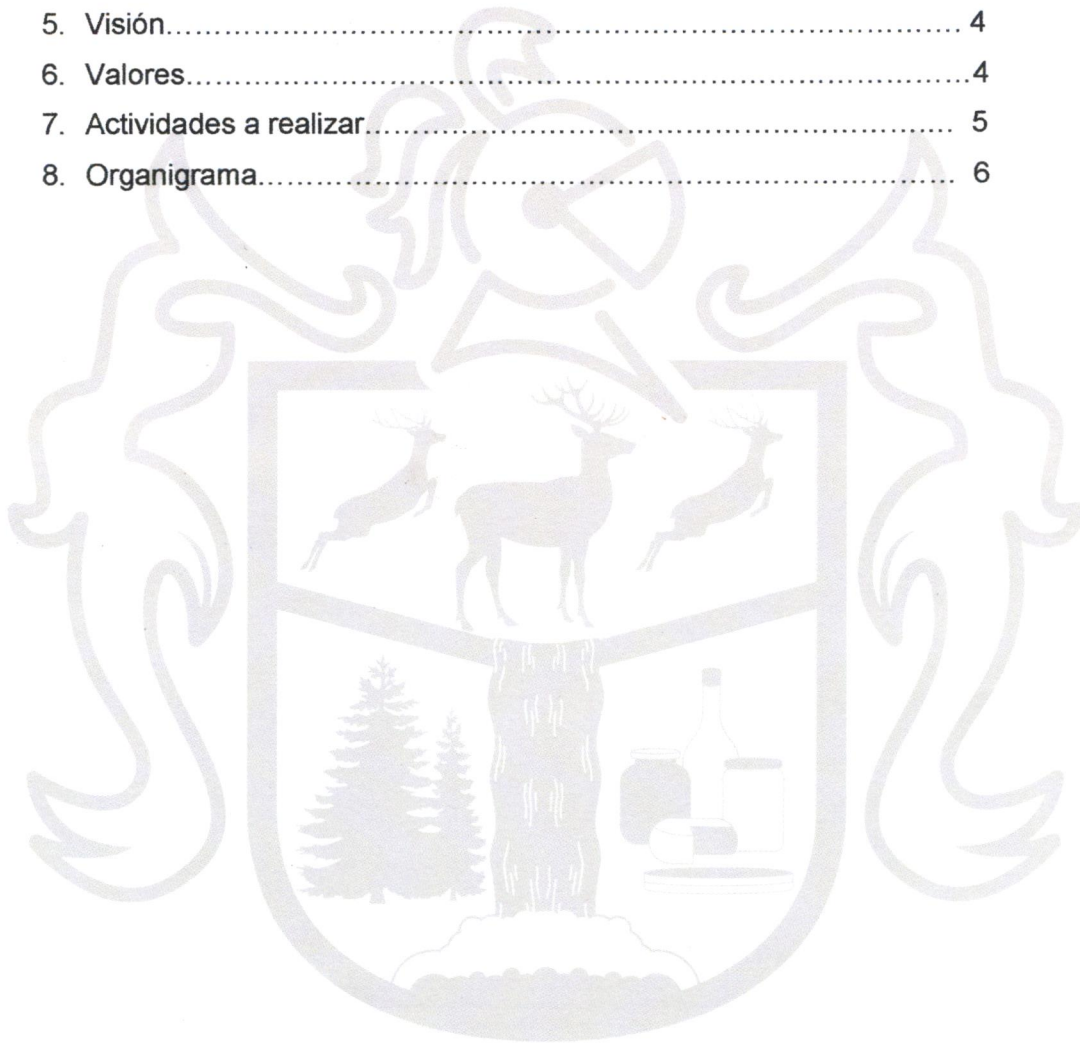 5. Visión........................................................................................ 4
6. Valores......................................................................................4
7. Actividades a realizar................................................................ 5
8. Organigrama............................................................................ 6